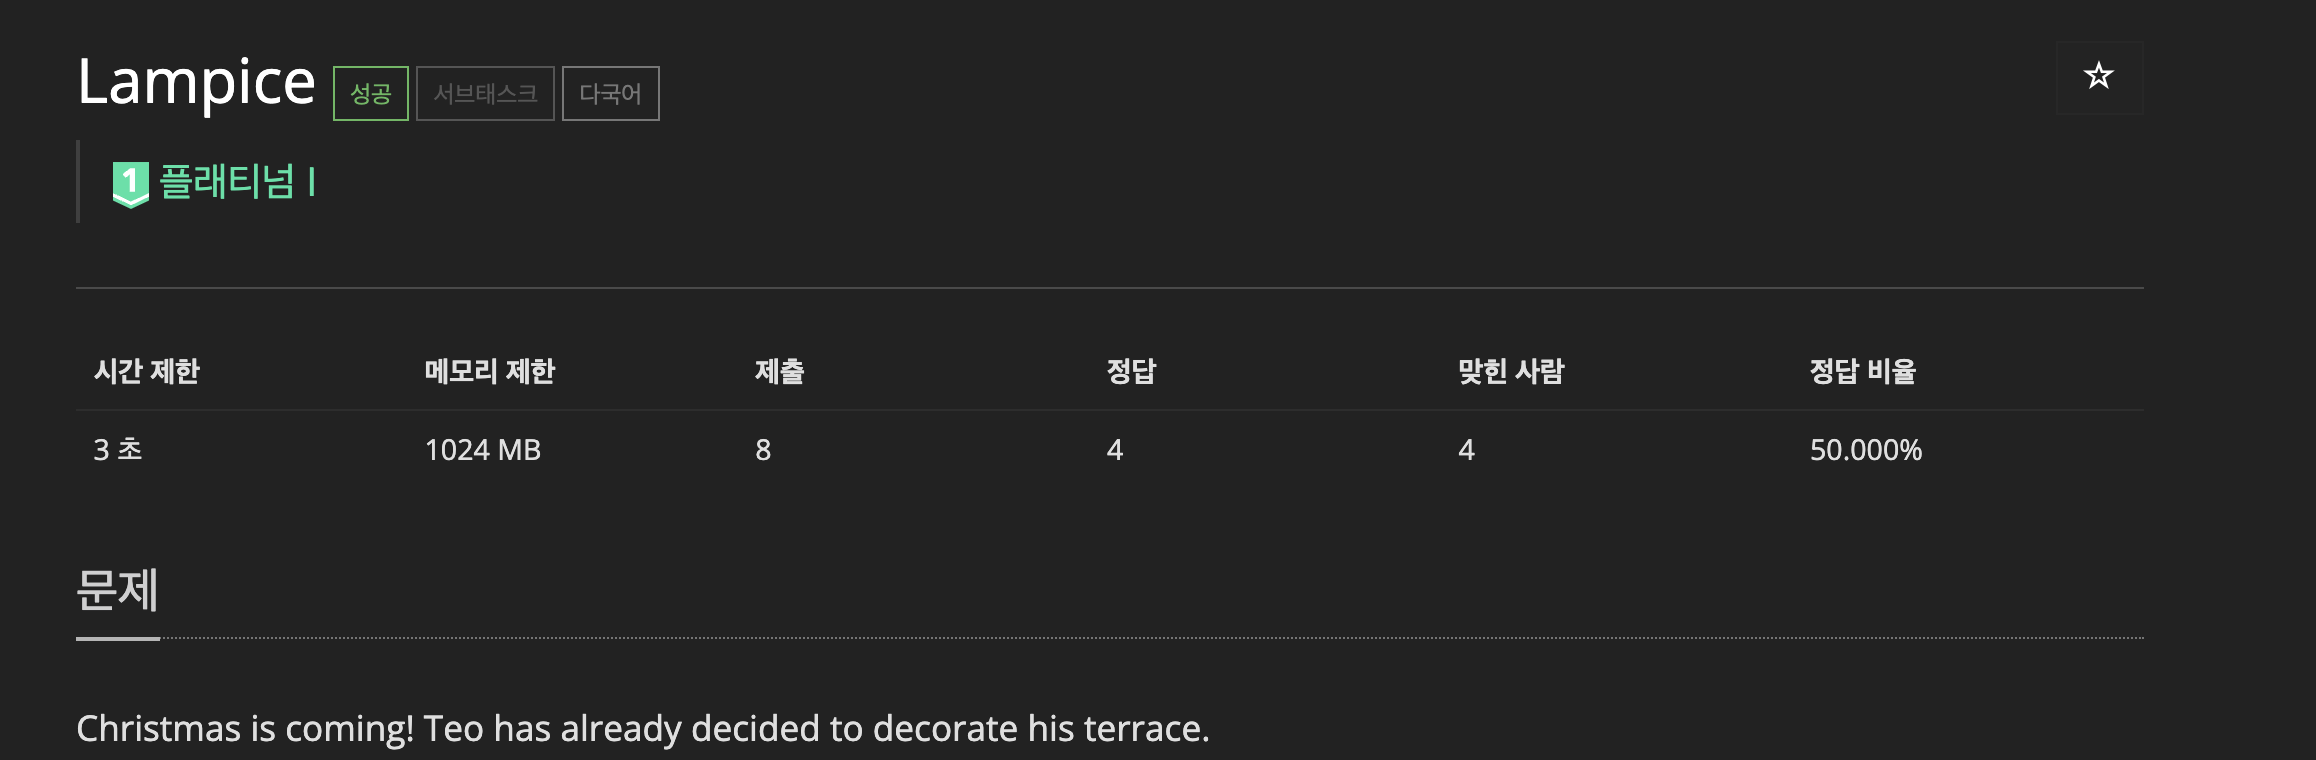 Lampice 성공 서브태스크 다국어
1 플래티넘 I
시간 제한 메모리 제한 제출 정답 맞힌 사람 정답 비율
3 초 1024 MB 8 4 4 50.000%
문제
Christmas is coming! Teo has already decided to decorate his terrace.